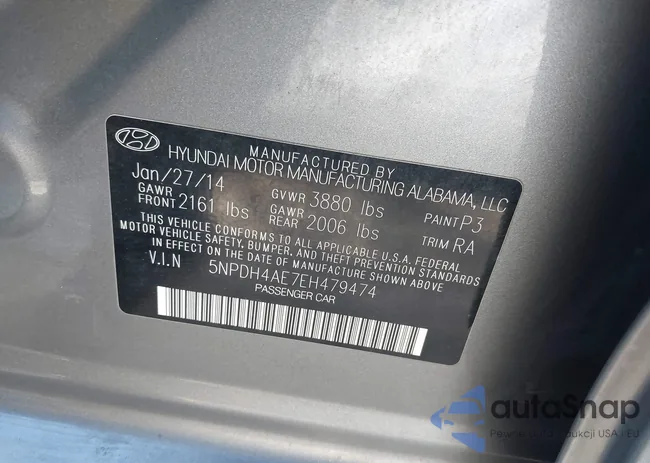 MANUFACTURED BY
HYUNDAI MOTOR MANUFACTURING ALABAMA, LLC
Jan/27/14 GVWR 3880 lbs PAINT P3
GAWR FRONT 2161 lbs GAWR REAR 2006 lbs TRIM RA
THIS VEHICLE CONFORMS TO ALL APPLICABLE U.S. FEDERAL
MOTOR VEHICLE SAFETY, BUMPER, AND THEFT PREVENTION STANDARDS
IN EFFECT ON THE DATE OF MANUFACTURE SHOWN ABOVE.
V.I.N 5NPDH4AE7EH479474
PASSENGER CAR
autoSnap
USA - EU